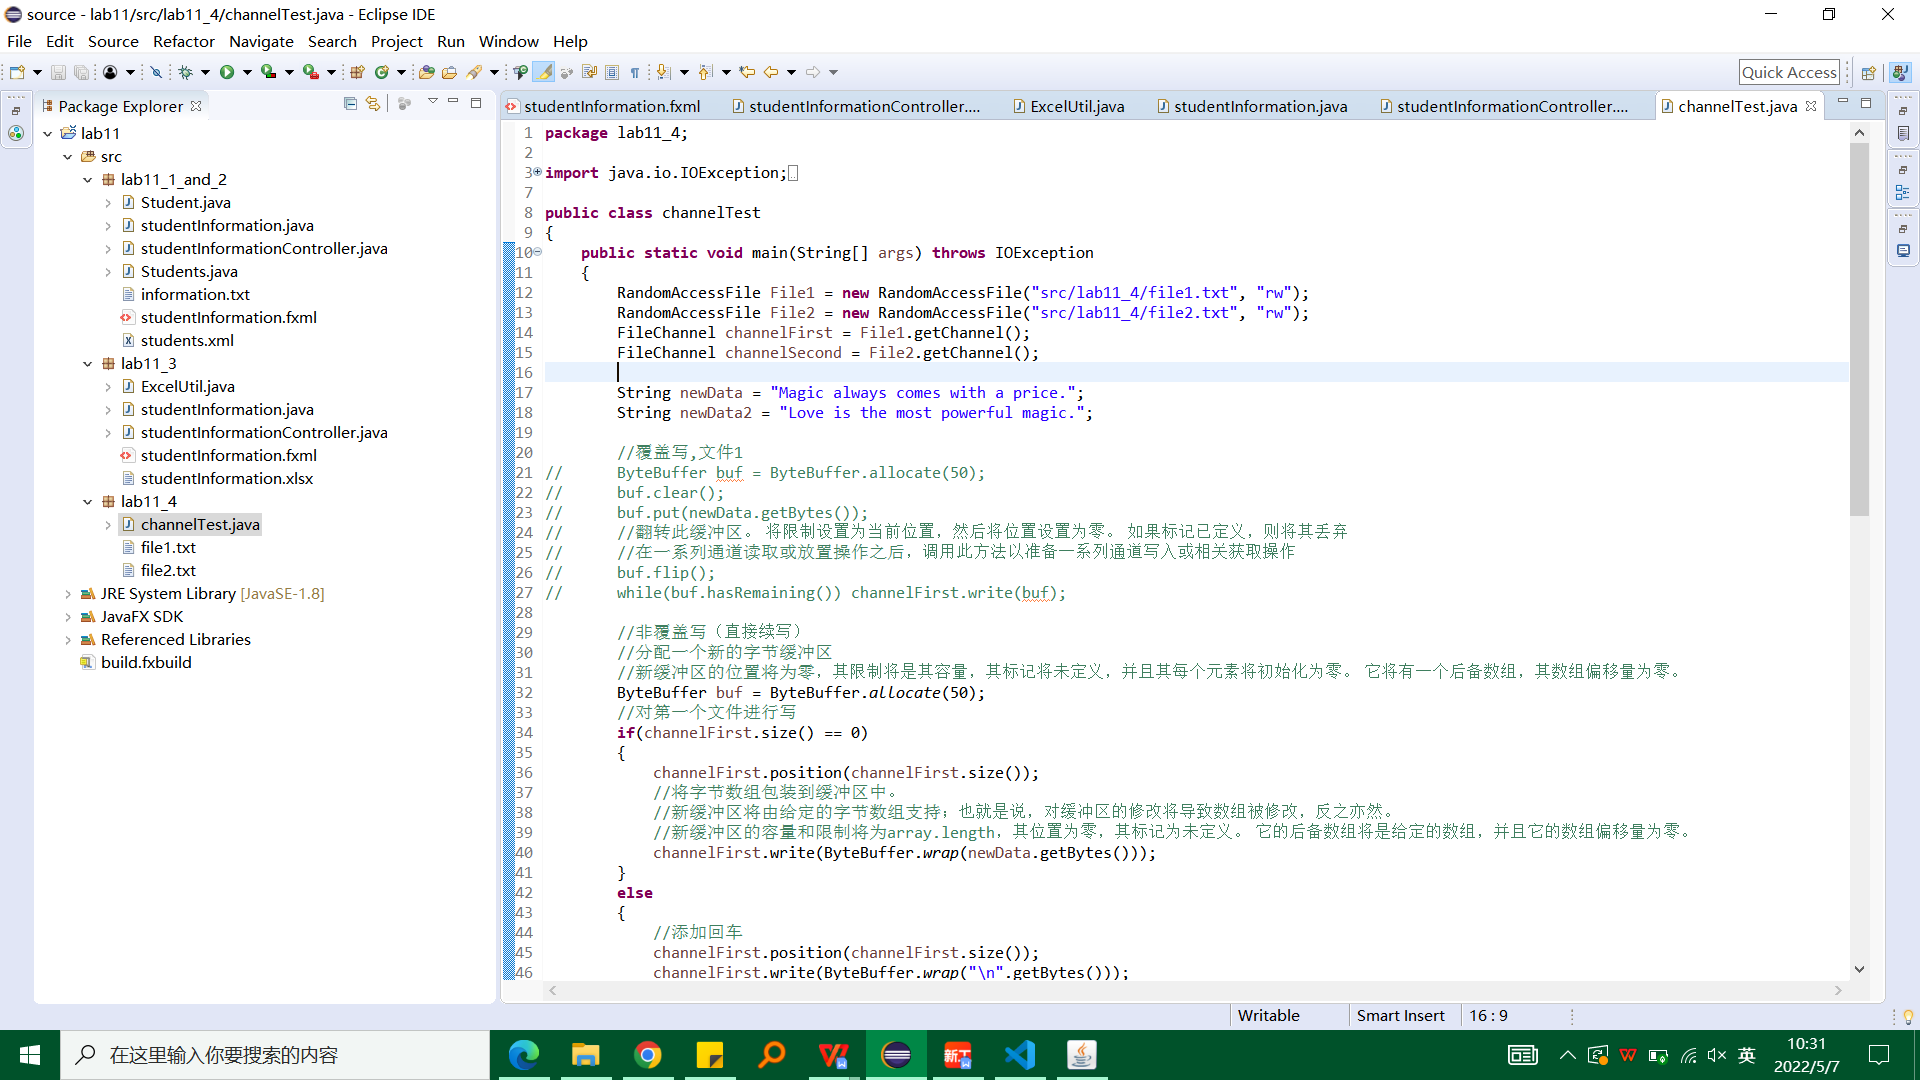 source - lab11/src/lab11_4/channelTest.java - Eclipse IDE
File Edit Source Refactor Navigate Search Project Run Window Help
Quick Access
Package Explorer
lab11
src
lab11_1_and_2
Student.java
studentInformation.java
studentInformationController.java
Students.java
information.txt
studentInformation.fxml
students.xml
lab11_3
ExcelUtil.java
studentInformation.java
studentInformationController.java
studentInformation.fxml
studentInformation.xlsx
lab11_4
channelTest.java
file1.txt
file2.txt
JRE System Library [JavaSE-1.8]
JavaFX SDK
Referenced Libraries
build.fxbuild
studentInformation.fxml studentInformationController.... ExcelUtil.java studentInformation.java studentInformationController.... channelTest.java
1 package lab11_4;
2
3 import java.io.IOException;
7
8 public class channelTest
9 {
10 public static void main(String[] args) throws IOException
11 {
12 RandomAccessFile File1 = new RandomAccessFile("src/lab11_4/file1.txt", "rw");
13 RandomAccessFile File2 = new RandomAccessFile("src/lab11_4/file2.txt", "rw");
14 FileChannel channelFirst = File1.getChannel();
15 FileChannel channelSecond = File2.getChannel();
16
17 String newData = "Magic always comes with a price.";
18 String newData2 = "Love is the most powerful magic.";
19
20 //覆盖写,文件1
21 // ByteBuffer buf = ByteBuffer.allocate(50);
22 // buf.clear();
23 // buf.put(newData.getBytes());
24 // //翻转此缓冲区。 将限制设置为当前位置，然后将位置设置为零。 如果标记已定义，则将其丢弃
25 // //在一系列通道读取或放置操作之后，调用此方法以准备一系列通道写入或相关获取操作
26 // buf.flip();
27 // while(buf.hasRemaining()) channelFirst.write(buf);
28
29 //非覆盖写（直接续写）
30 //分配一个新的字节缓冲区
31 //新缓冲区的位置将为零，其限制将是其容量，其标记将未定义，并且其每个元素将初始化为零。 它将有一个后备数组，其数组偏移量为零。
32 ByteBuffer buf = ByteBuffer.allocate(50);
33 //对第一个文件进行写
34 if(channelFirst.size() == 0)
35 {
36 channelFirst.position(channelFirst.size());
37 //将字节数组包装到缓冲区中。
38 //新缓冲区将由给定的字节数组支持；也就是说，对缓冲区的修改将导致数组被修改，反之亦然。
39 //新缓冲区的容量和限制将为array.length，其位置为零，其标记为未定义。 它的后备数组将是给定的数组，并且它的数组偏移量为零。
40 channelFirst.write(ByteBuffer.wrap(newData.getBytes()));
41 }
42 else
43 {
44 //添加回车
45 channelFirst.position(channelFirst.size());
46 channelFirst.write(ByteBuffer.wrap("\n".getBytes()));
Writable Smart Insert 16 : 9
在这里输入你要搜索的内容
英
10:31
2022/5/7